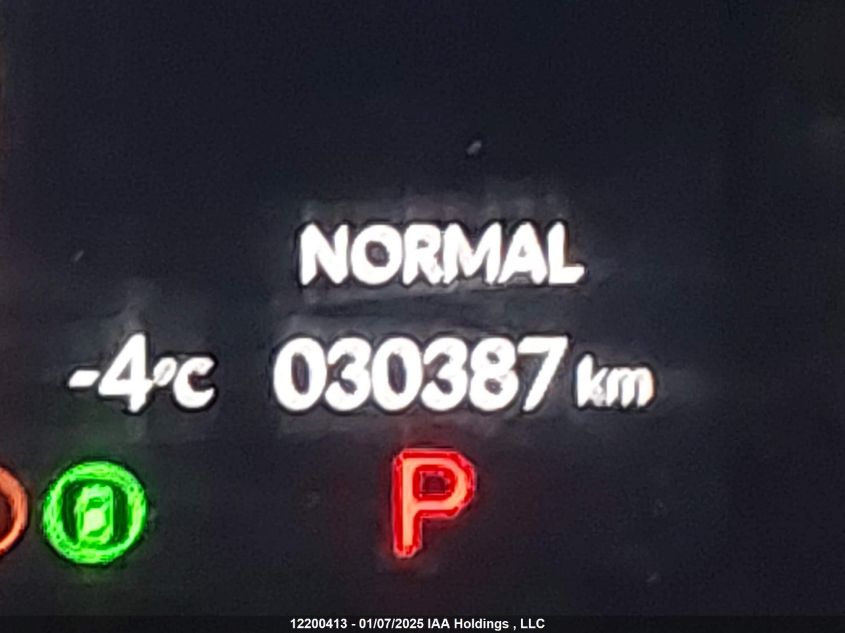 NORMAL
-4°C 030387 km
P
12200413 - 01/07/2025 IAA Holdings , LLC